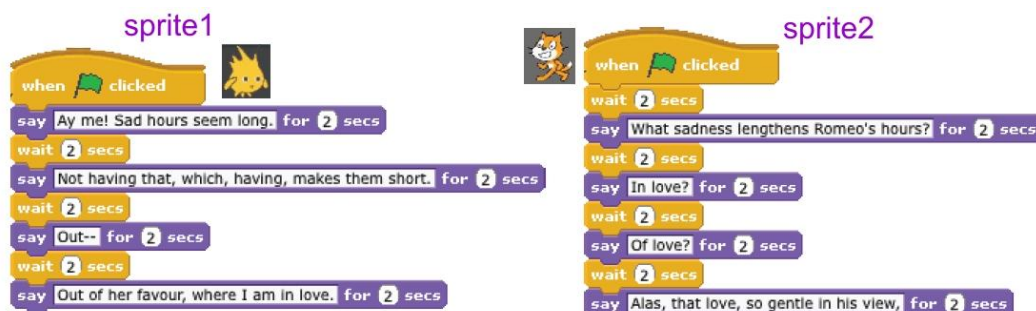 sprite1
when clicked
say Ay me! Sad hours seem long. for 2 secs
wait 2 secs
say Not having that, which, having, makes them short. for 2 secs
wait 2 secs
say Out-- for 2 secs
wait 2 secs
say Out of her favour, where I am in love. for 2 secs
sprite2
when clicked
wait 2 secs
say What sadness lengthens Romeo's hours? for 2 secs
wait 2 secs
say In love? for 2 secs
wait 2 secs
say Of love? for 2 secs
wait 2 secs
say Alas, that love, so gentle in his view, for 2 secs